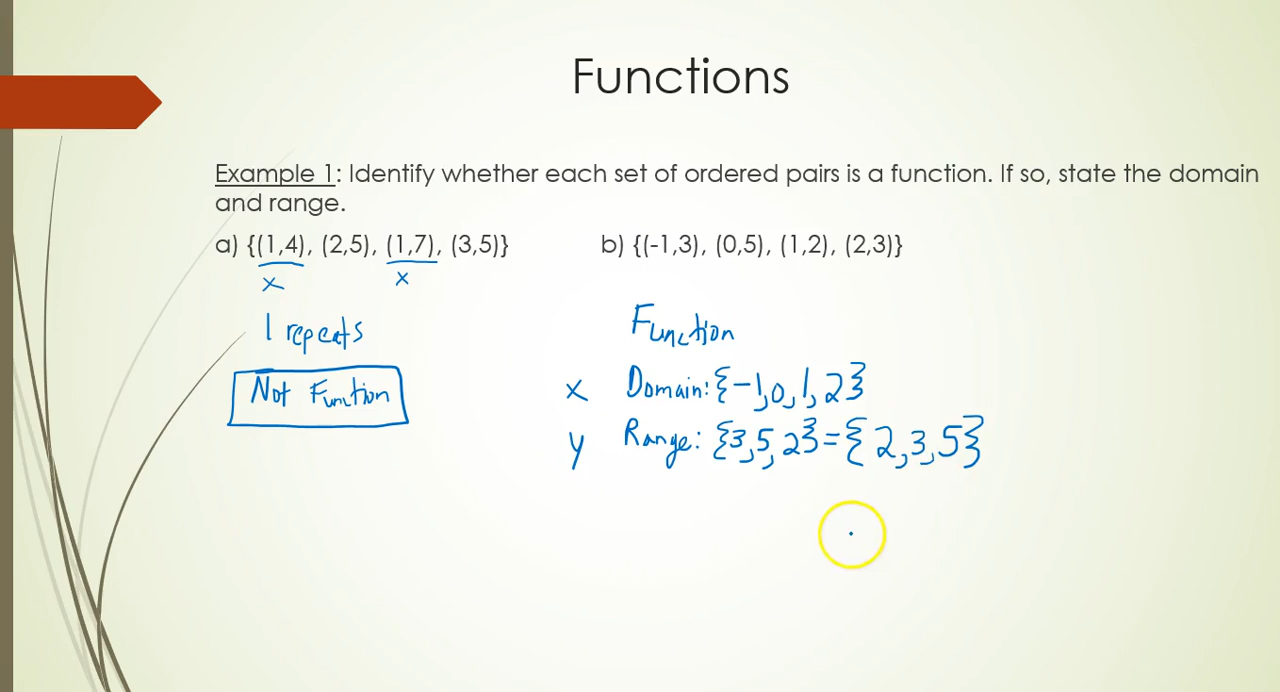 Functions
Example 1: Identify whether each set of ordered pairs is a function. If so, state the domain
and range.
a) {(1,4), (2,5), (1,7), (3,5)}
b) {(-1,3), (0,5), (1,2), (2,3)}
x x
1 repeats
Not Function
Function
x Domain: {-1,0,1,2}
y Range: {3,5,2}={2,3,5}